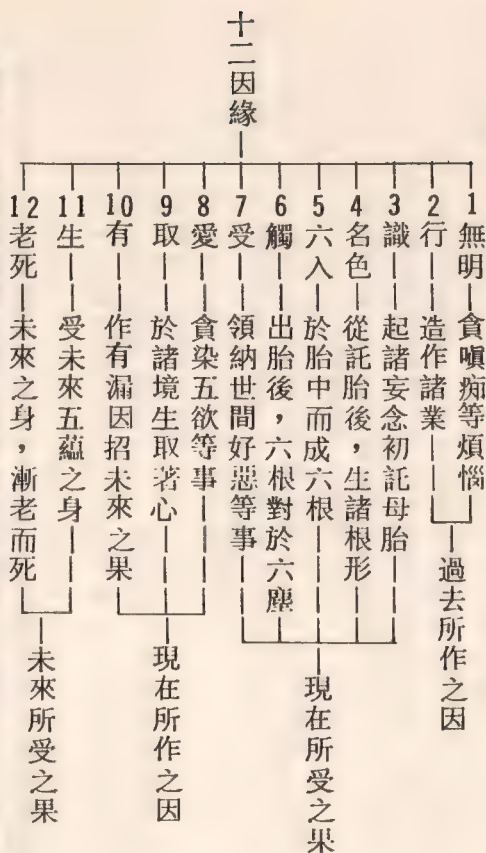 十二因緣
1 無明 貪嗔痴等煩惱
2 行 造作諸業
過去所作之因
3 識 起諸妄念初託母胎
4 名色 從託胎後，生諸根形
5 六入 於胎中而成六根
6 觸 出胎後，六根對於六塵
7 受 領納世間好惡等事
現在所受之果
8 愛 貪染五欲等事
9 取 於諸境生取著心
10 有 作有漏因招未來之果
現在所作之因
11 生 受未來五蘊之身
12 老死 未來之身，漸老而死
未來所受之果